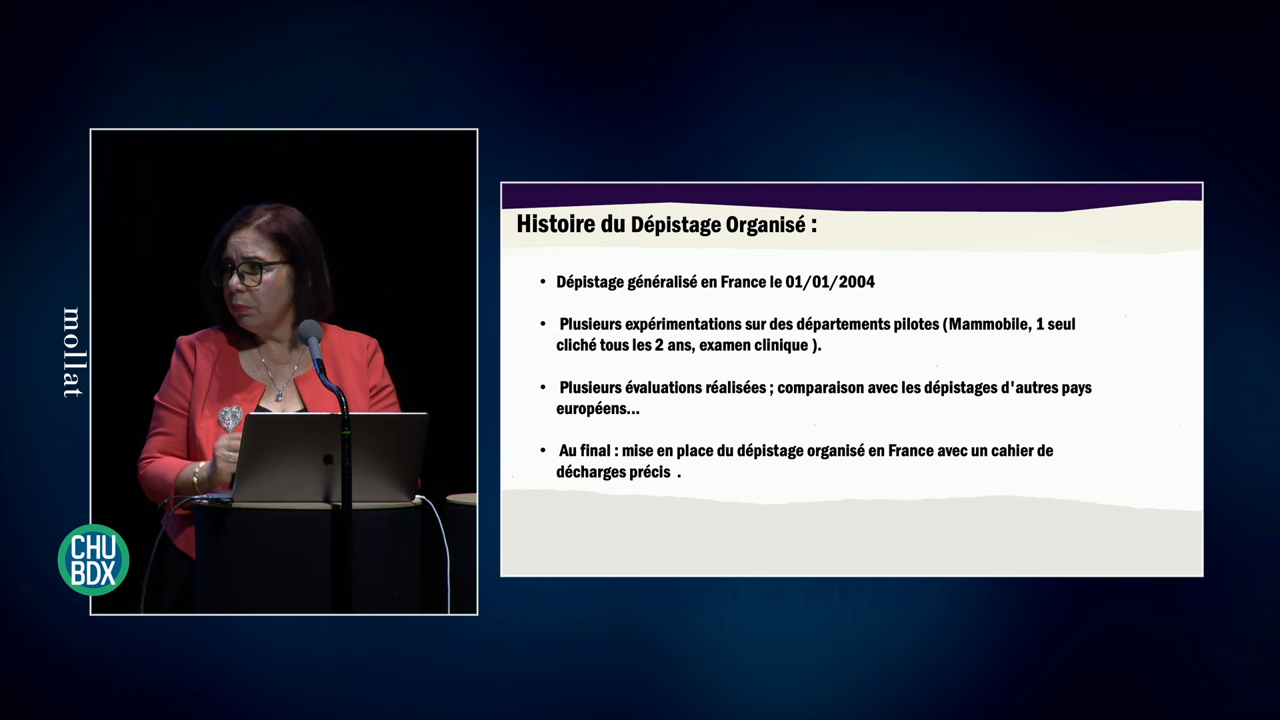 mollat
CHU
BDX
Histoire du Dépistage Organisé :
• Dépistage généralisé en France le 01/01/2004
• Plusieurs expérimentations sur des départements pilotes (Mammobile, 1 seul
cliché tous les 2 ans, examen clinique ).
• Plusieurs évaluations réalisées ; comparaison avec les dépistages d'autres pays
européens...
• Au final : mise en place du dépistage organisé en France avec un cahier de
décharges précis .